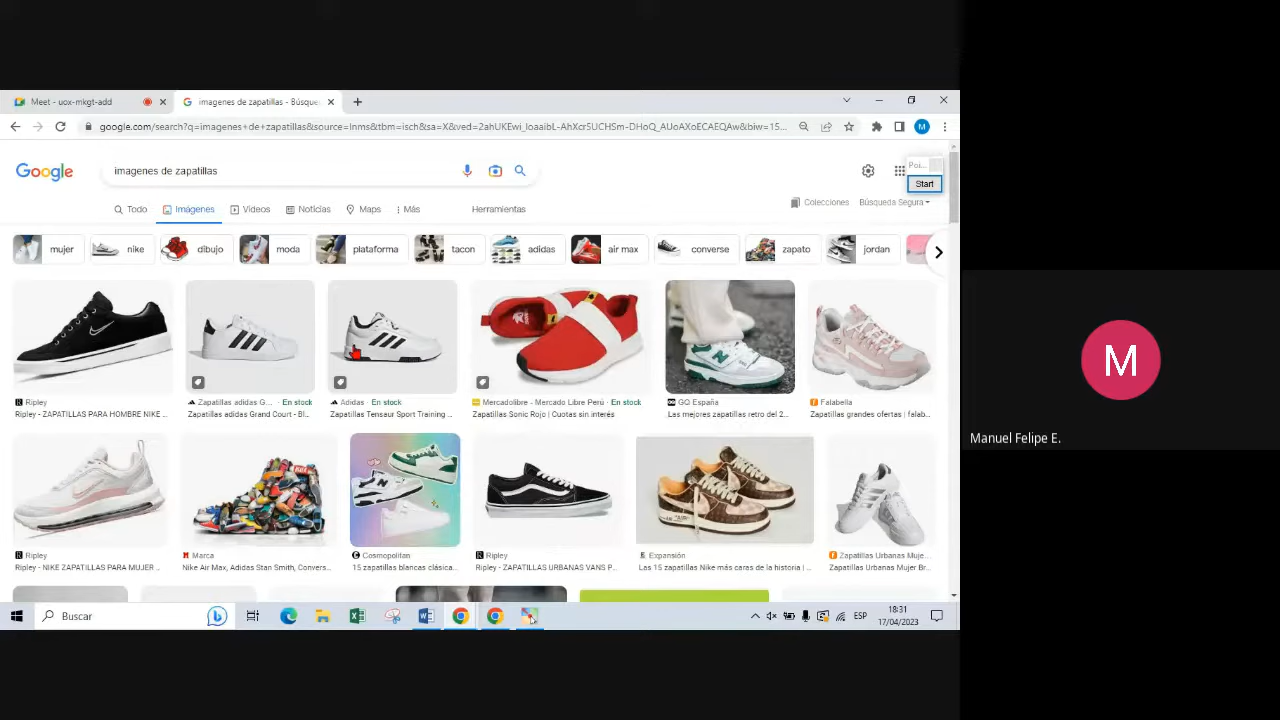 Meet - uox-mkgt-add
imagenes de zapatillas - Búsque
google.com/search?q=imagenes+de+zapatillas&source=lnms&tbm=isch&sa=X&ved=2ahUKEwi_loaaibL-AhXcr5UCHSm-DHoQ_AUoAXoECAEQAw&biw=15...
Google
imagenes de zapatillas
Poi...
Start
Todo
Imágenes
Videos
Noticias
Maps
Más
Herramientas
Colecciones
Búsqueda Segura
mujer
nike
dibujo
moda
plataforma
tacon
adidas
air max
converse
zapato
jordan
Ripley
Ripley - ZAPATILLAS PARA HOMBRE NIKE ...
Zapatillas adidas G... · En stock
Zapatillas adidas Grand Court - Bl...
Adidas · En stock
Zapatillas Tensaur Sport Training ...
Mercadolibre - Mercado Libre Perú · En stock
Zapatillas Sonic Rojo | Cuotas sin interés
GQ España
Las mejores zapatillas retro del 2...
Falabella
Zapatillas grandes ofertas | falab...
Ripley
Ripley - NIKE ZAPATILLAS PARA MUJER ...
Marca
Nike Air Max, Adidas Stan Smith, Convers...
Cosmopolitan
15 zapatillas blancas clásica...
Ripley
Ripley - ZAPATILLAS URBANAS VANS P...
Expansión
Las 15 zapatillas Nike más caras de la historia | ...
Zapatillas Urbanas Muje...
Zapatillas Urbanas Mujer Br...
Buscar
ESP
18:31
17/04/2023
M
Manuel Felipe E.